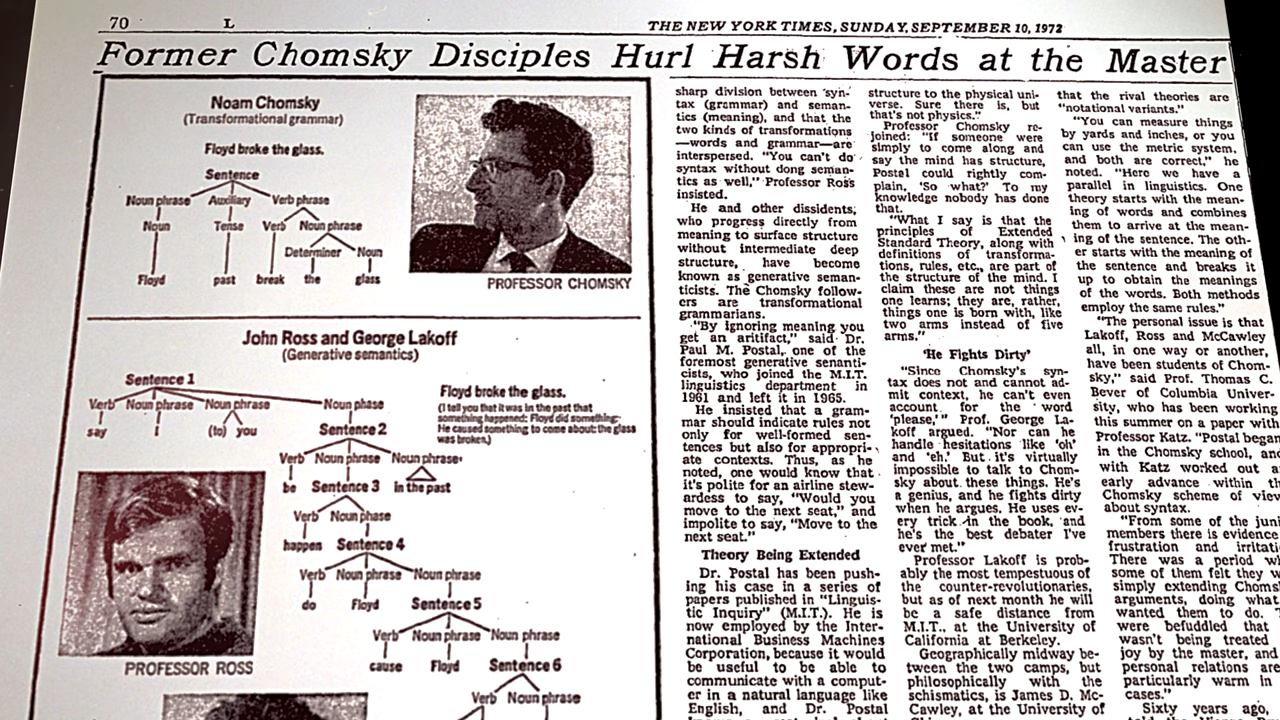 70 L THE NEW YORK TIMES, SUNDAY, SEPTEMBER 10, 1972
Former Chomsky Disciples Hurl Harsh Words at the Master
Noam Chomsky
(Transformational grammar)
Floyd broke the glass.
Sentence
Noun phrase Auxiliary Verb phrase
Noun Tense Verb Noun phrase
Determiner Noun
Floyd past break the glass
PROFESSOR CHOMSKY
John Ross and George Lakoff
(Generative semantics)
Floyd broke the glass.
(I tell you that it was in the past that
something happened: Floyd did something:
He caused something to come about: the glass
was broken.)
Sentence 1
Verb Noun phrase Noun phrase Noun phase
say I (to) you
Sentence 2
Verb Noun phrase Noun phrase
be Sentence 3 in the past
Verb Noun phase
happen Sentence 4
Verb Noun phrase Noun phrase
do Floyd Sentence 5
Verb Noun phrase Noun phrase
cause Floyd Sentence 6
Verb Noun phrase
PROFESSOR ROSS
sharp division between syn-
tax (grammar) and seman-
tics (meaning), and that the
two kinds of transformations
—words and grammar—are
interspersed. "You can't do
syntax without dong seman-
tics as well," Professor Ross
insisted.
He and other dissidents,
who progress directly from
meaning to surface structure
without intermediate deep
structure, have become
known as generative seman-
ticists. The Chomsky follow-
ers are transformational
grammarians.
"By ignoring meaning you
get an aritifact," said Dr.
Paul M. Postal, one of the
foremost generative senanti-
cists, who joined the M.I.T.
linguistics department in
1961 and left it in 1965.
He insisted that a gram-
mar should indicate rules not
only for well-formed sen-
tences but also for appropri-
ate contexts. Thus, as he
noted, one would know that
it's polite for an airline stew-
ardess to say, "Would you
move to the next seat," and
impolite to say, "Move to the
next seat."
Theory Being Extended
Dr. Postal has been push-
ing his case in a series of
papers published in "Linguis-
tic Inquiry" (M.I.T.). He is
now employed by the Inter-
national Business Machines
Corporation, because it would
be useful to be able to
communicate with a comput-
er in a natural language like
English, and Dr. Postal
structure to the physical uni-
verse. Sure there is, but
that's not physics."
Professor Chomsky re-
joined: "If someone were
simply to come along and
say the mind has structure,
Postal could rightly com-
plain, 'So what?' To my
knowledge nobody has done
that.
"What I say is that the
principles of Extended
Standard Theory, along with
definitions of transforma-
tions, rules, etc., are part of
the structure of the mind. I
claim these are not things
one learns; they are, rather,
things one is born with, like
two arms instead of five
arms."
'He Fights Dirty'
"Since Chomsky's syn-
tax does not and cannot ad-
mit context, he can't even
account for the word
'please,'" Prof. George La-
koff argued. "Nor can he
handle hesitations like 'oh'
and 'eh.' But it's virtually
impossible to talk to Chom-
sky about these things. He's
a genius, and he fights dirty
when he argues. He uses ev-
ery trick in the book, and
he's the best debater I've
ever met."
Professor Lakoff is prob-
ably the most tempestuous of
the counter-revolutionaries,
but as of next month he will
be a safe distance from
M.I.T., at the University of
California at Berkeley.
Geographically midway be-
tween the two camps, but
philosophically with the
schismatics, is James D. Mc-
Cawley, at the University of
that the rival theories are
"notational variants."
"You can measure things
by yards and inches, or you
can use the metric system,
and both are correct," he
noted. "Here we have a
parallel in linguistics. One
theory starts with the mean-
ing of words and combines
them to arrive at the mean-
ing of the sentence. The oth-
er starts with the meaning of
the sentence and breaks it
up to obtain the meanings
of the words. Both methods
employ the same rules."
"The personal issue is that
Lakoff, Ross and McCawley
all, in one way or another,
have been students of Chom-
sky," said Prof. Thomas C.
Bever of Columbia Univer-
sity, who has been working
this summer on a paper with
Professor Katz. "Postal began
in the Chomsky school, and
with Katz worked out a
early advance within th
Chomsky scheme of view
about syntax.
"From some of the juni
members there is evidence
frustration and irritati
There was a period w
some of them felt they w
simply extending Choms
arguments, doing what
wanted them to do. T
were befuddled that
wasn't being treated
joy by the master, and
personal relations are
particularly warm in
cases."
Sixty years ago,